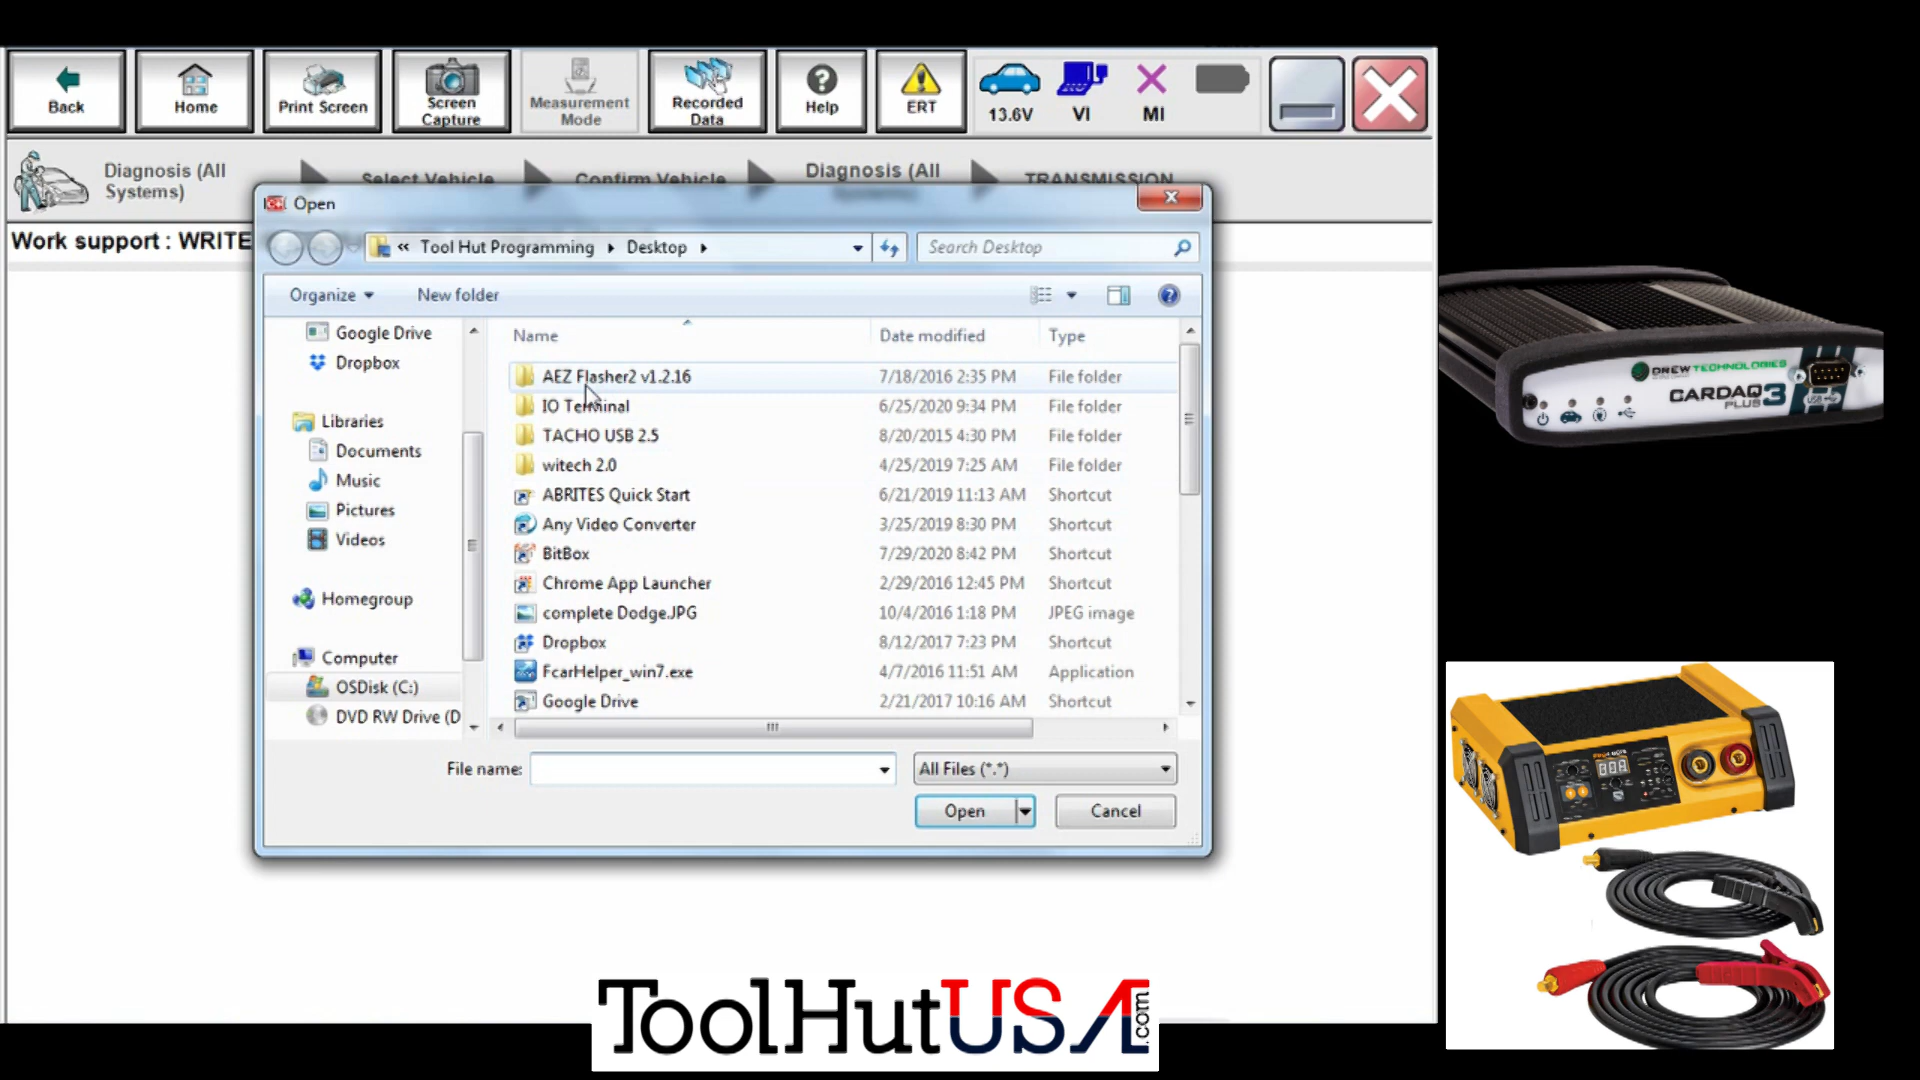 Back
Home
Print Screen
Screen
Capture
Measurement
Mode
Recorded
Data
Help
ERT
13.6V
VI
MI
Diagnosis (All
Systems)
Select Vehicle
Confirm Vehicle
Diagnosis (All
TRANSMISSION
Work support : WRITE
Open
« Tool Hut Programming ▸ Desktop ▸
Search Desktop
Organize
New folder
Google Drive
Dropbox
Libraries
Documents
Music
Pictures
Videos
Homegroup
Computer
OSDisk (C:)
DVD RW Drive (D
Name Date modified Type
AEZ Flasher2 v1.2.16 7/18/2016 2:35 PM File folder
IO Terminal 6/25/2020 9:34 PM File folder
TACHO USB 2.5 8/20/2015 4:30 PM File folder
witech 2.0 4/25/2019 7:25 AM File folder
ABRITES Quick Start 6/21/2019 11:13 AM Shortcut
Any Video Converter 3/25/2019 8:30 PM Shortcut
BitBox 7/29/2020 8:42 PM Shortcut
Chrome App Launcher 2/29/2016 12:45 PM Shortcut
complete Dodge.JPG 10/4/2016 1:18 PM JPEG image
Dropbox 8/12/2017 7:23 PM Shortcut
FcarHelper_win7.exe 4/7/2016 11:51 AM Application
Google Drive 2/21/2017 10:16 AM Shortcut
File name:
All Files (*.*)
Open
Cancel
DREW TECHNOLOGIES
CARDAQ
PLUS 3
USB
00A
ToolHutUSA.com